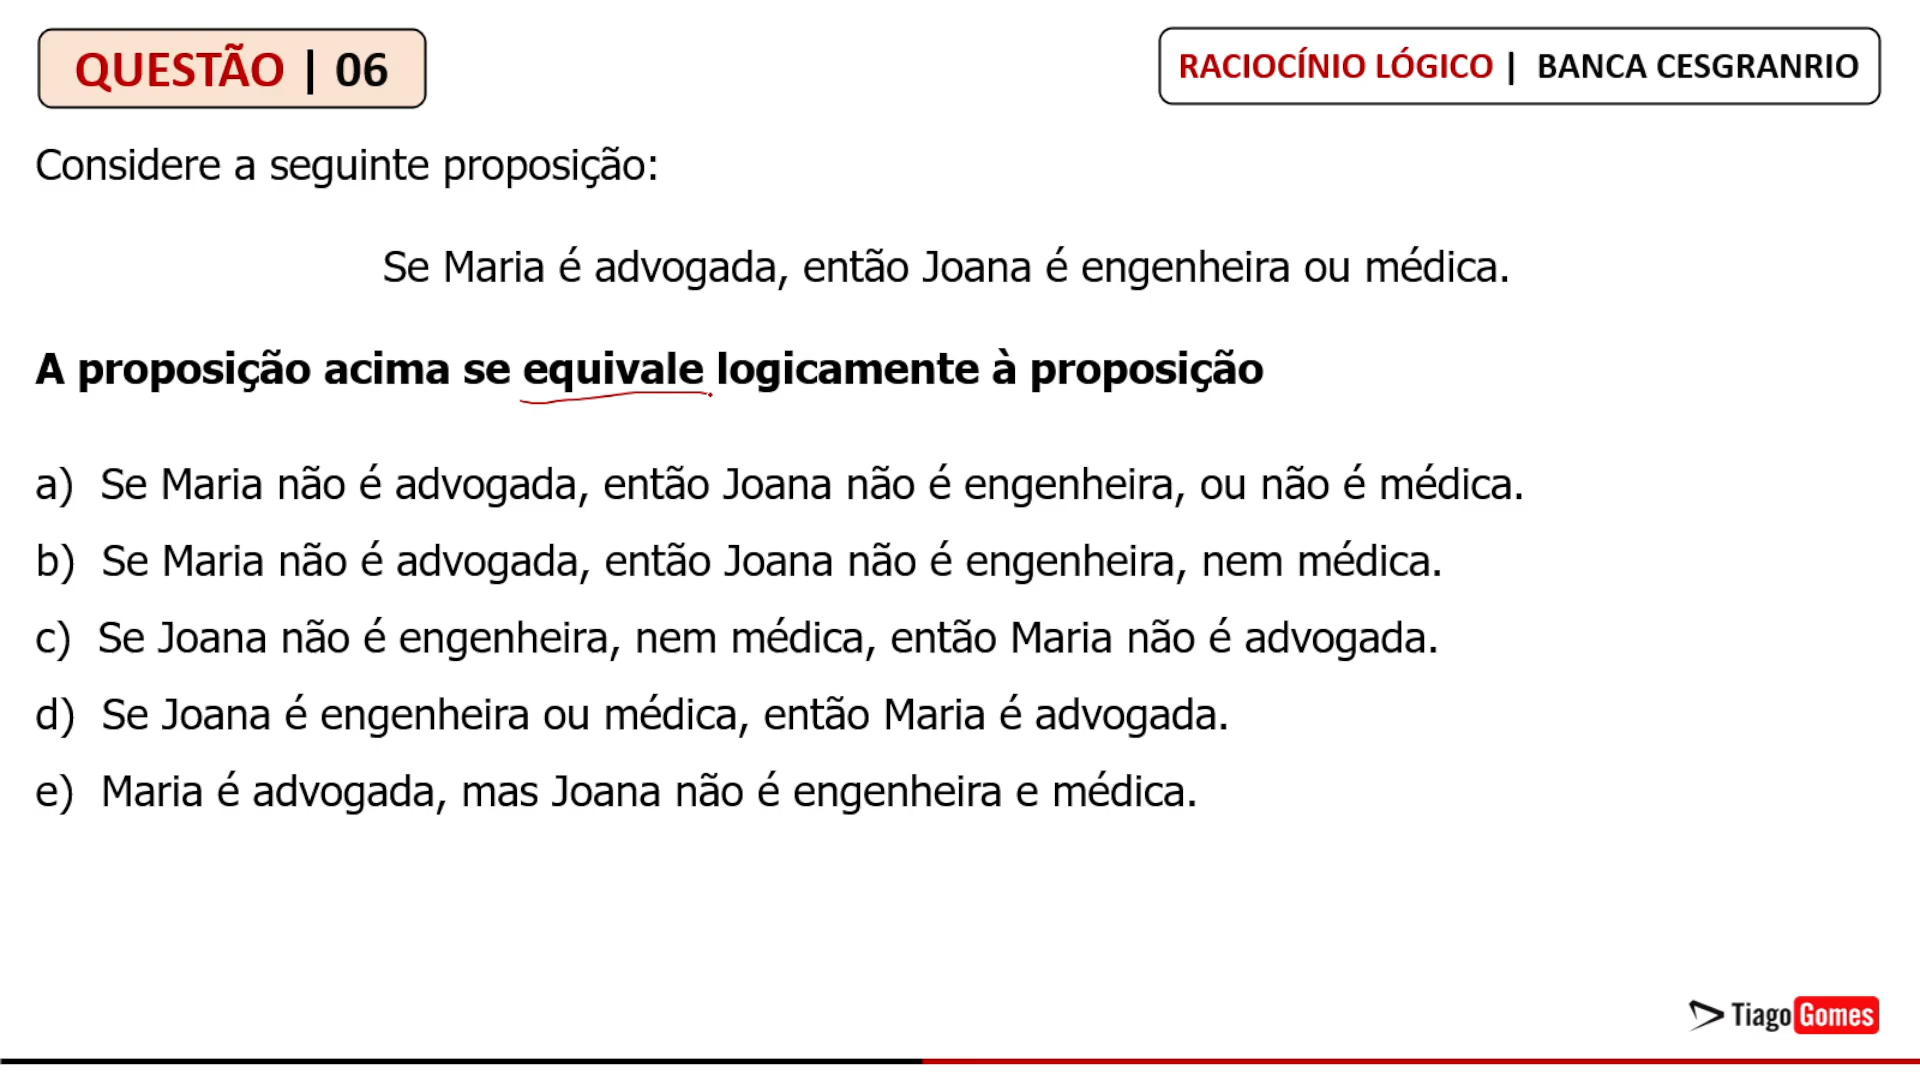 QUESTÃO | 06
RACIOCÍNIO LÓGICO | BANCA CESGRANRIO
Considere a seguinte proposição:
Se Maria é advogada, então Joana é engenheira ou médica.
A proposição acima se equivale logicamente à proposição
a) Se Maria não é advogada, então Joana não é engenheira, ou não é médica.
b) Se Maria não é advogada, então Joana não é engenheira, nem médica.
c) Se Joana não é engenheira, nem médica, então Maria não é advogada.
d) Se Joana é engenheira ou médica, então Maria é advogada.
e) Maria é advogada, mas Joana não é engenheira e médica.
Tiago Gomes